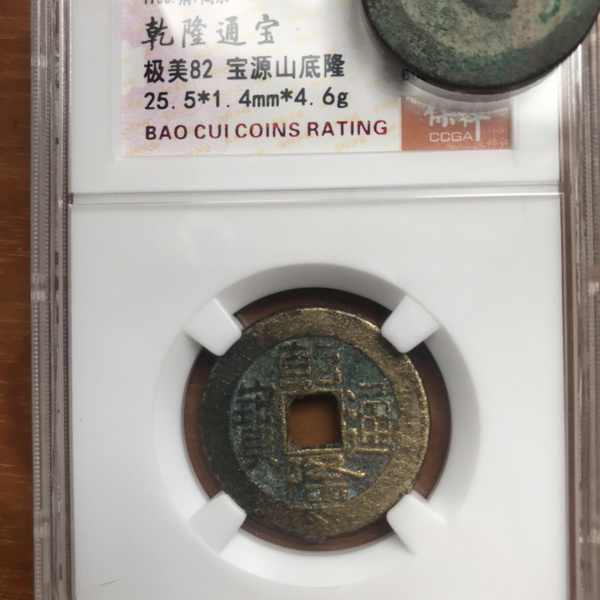 乾隆通宝
极美82 宝源山底隆
25.5*1.4mm*4.6g
BAO CUI COINS RATING
CCGA
乾隆通寶